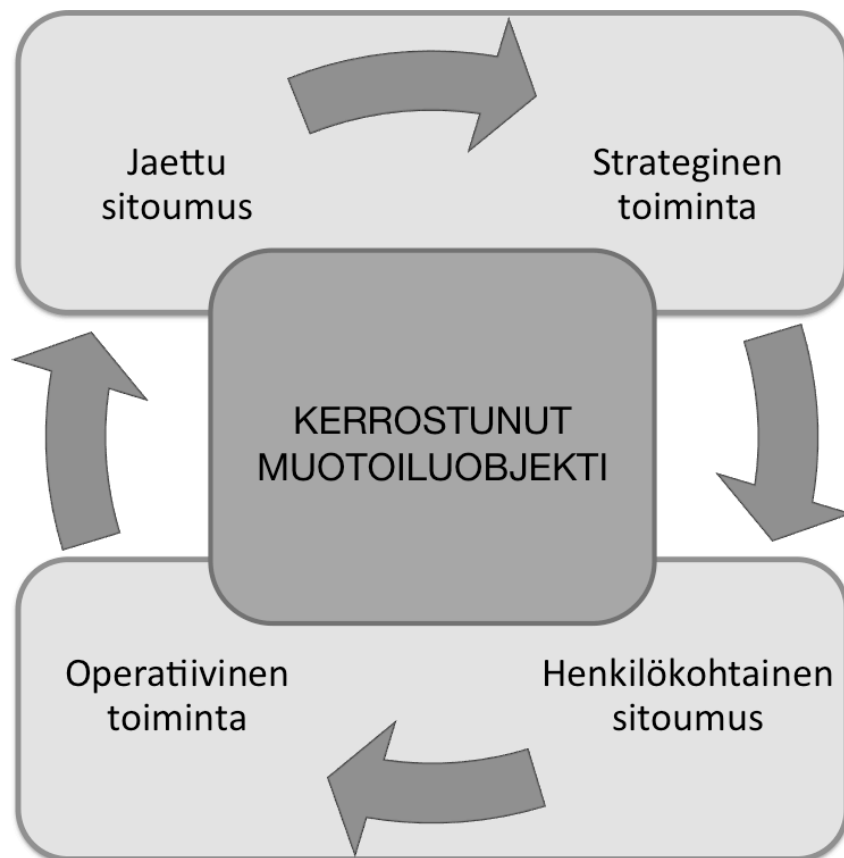 Jaettu
sitoumus
Strateginen
toiminta
KERROSTUNUT
MUOTOILUOBJEKTI
Operatiivinen
toiminta
Henkilökohtainen
sitoumus